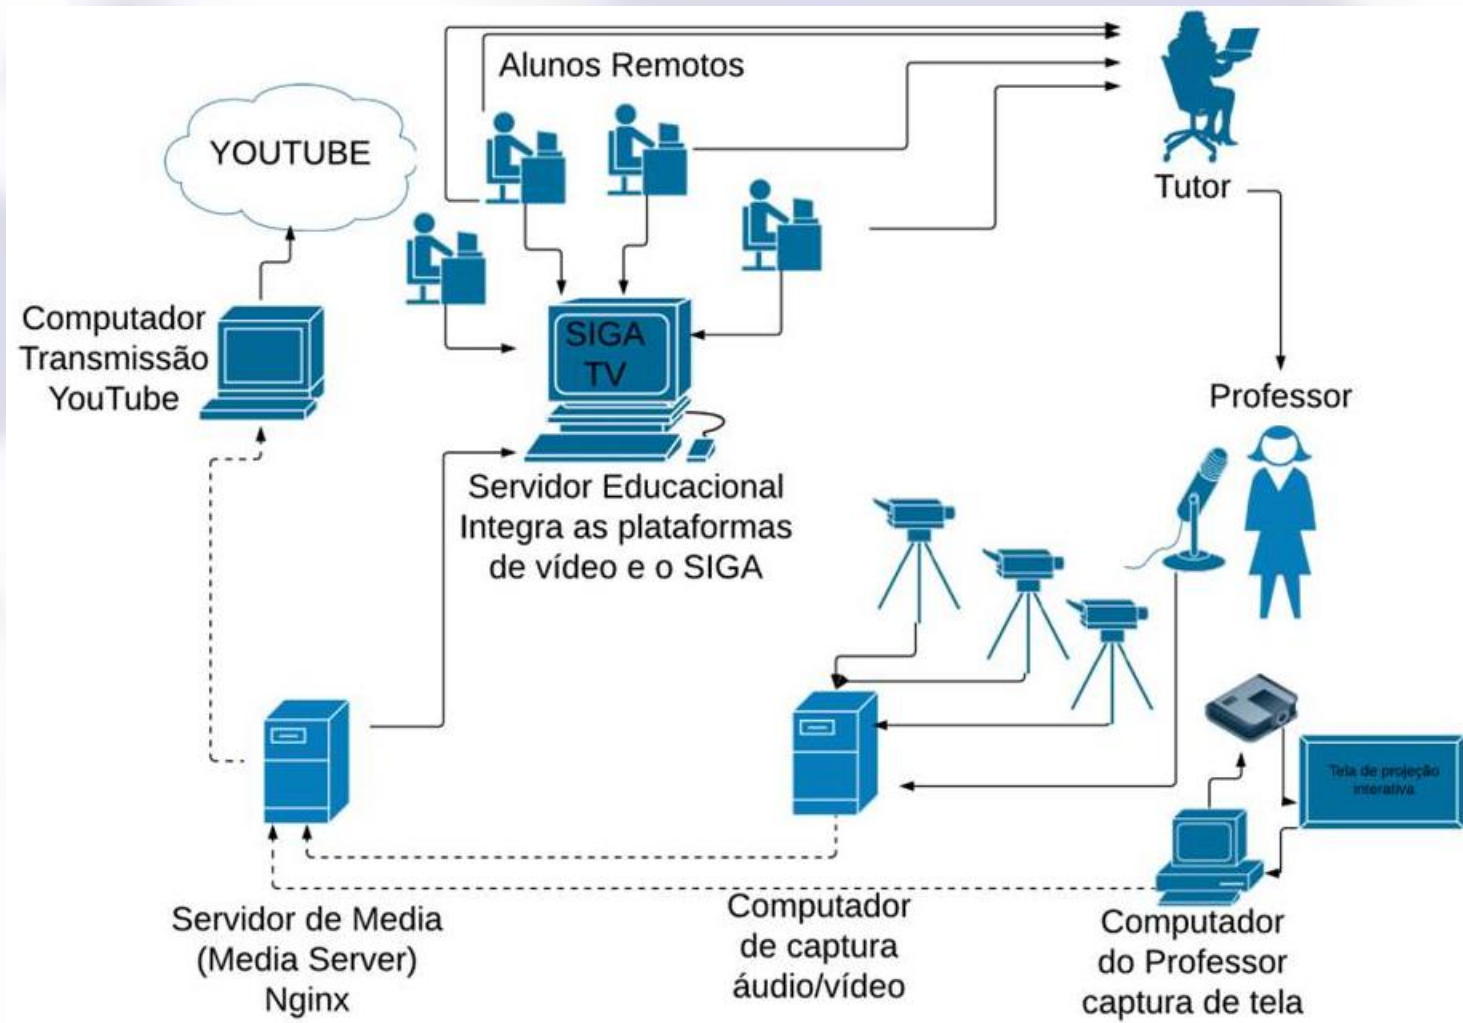 Alunos Remotos
YOUTUBE
Tutor
Computador
Transmissão
YouTube
SIGA
TV
Professor
Servidor Educacional
Integra as plataformas
de vídeo e o SIGA
Tela de projeção
interativa
Servidor de Media
(Media Server)
Nginx
Computador
de captura
áudio/vídeo
Computador
do Professor
captura de tela